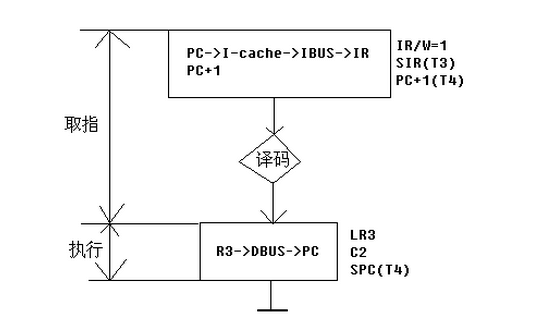 PC->I-cache->IBUS->IR
PC+1
IR/W=1
SIR(T3)
PC+1(T4)
取指
译码
执行
R3->DBUS->PC
LR3
C2
SPC(T4)